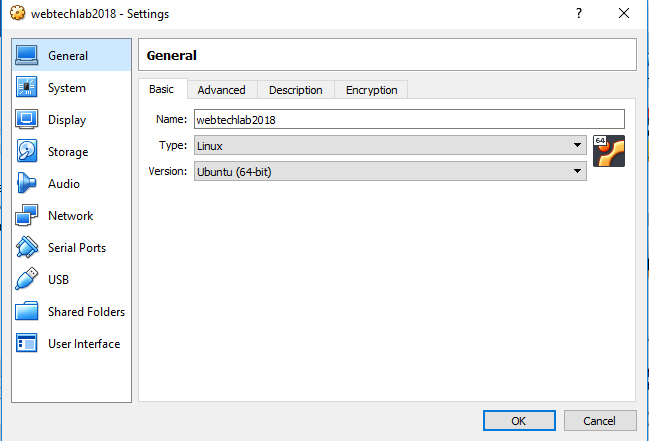 webtechlab2018 - Settings
?
General
System
Display
Storage
Audio
Network
Serial Ports
USB
Shared Folders
User Interface
General
Basic Advanced Description Encryption
Name: webtechlab2018
Type: Linux
64
Version: Ubuntu (64-bit)
OK Cancel